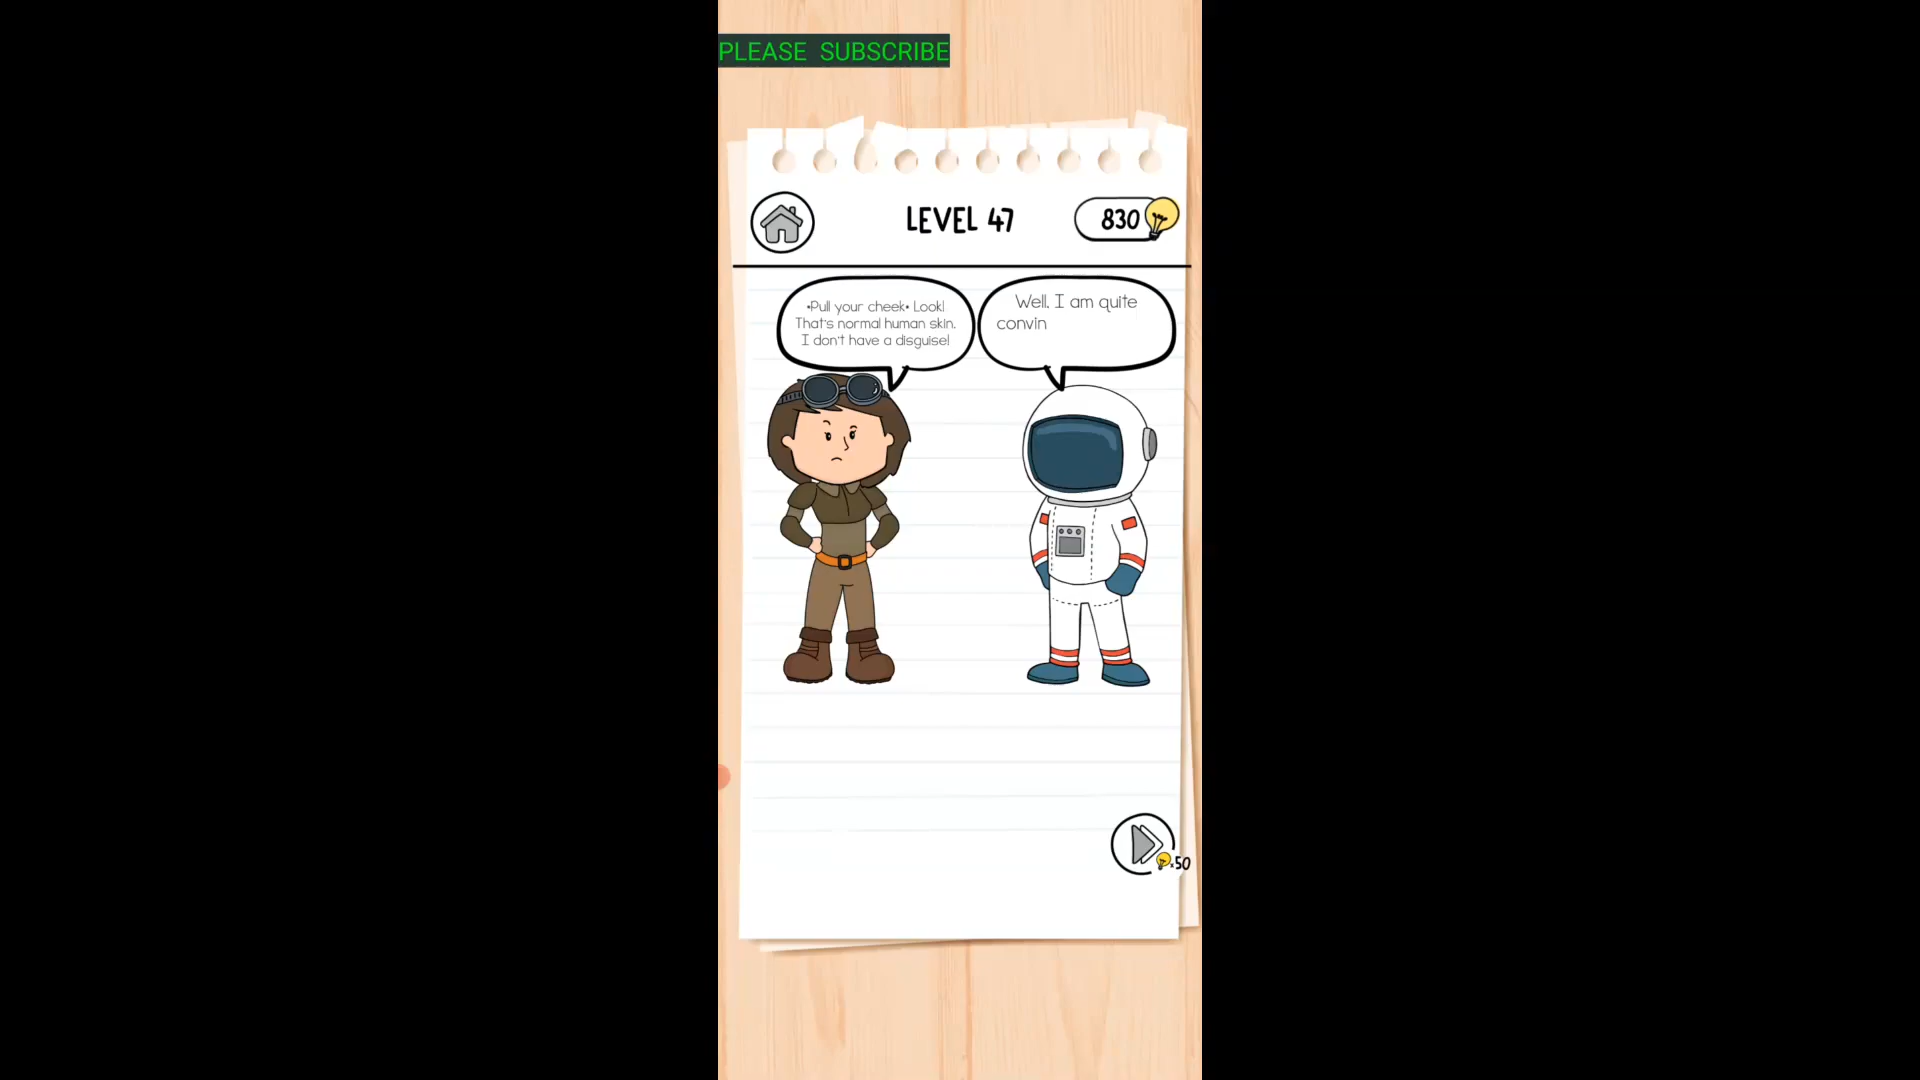 PLEASE SUBSCRIBE
LEVEL 47
830
•Pull your cheek• Look!
That's normal human skin.
I don't have a disguise!
Well. I am quite
convin
x50